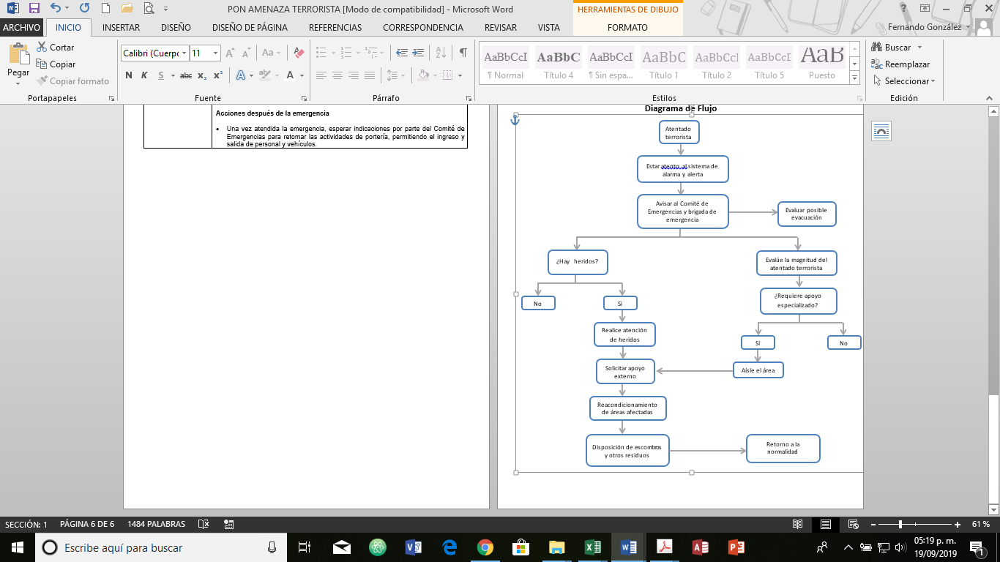 PON AMENAZA TERRORISTA [Modo de compatibilidad] - Microsoft Word
HERRAMIENTAS DE DIBUJO
ARCHIVO INICIO INSERTAR DISEÑO DISEÑO DE PÁGINA REFERENCIAS CORRESPONDENCIA REVISAR VISTA FORMATO
Fernando González
Pegar
Cortar
Copiar
Copiar formato
Portapapeles
Calibri (Cuerpo 11
N K S abc x₂ x²
Fuente
Párrafo
AaBbCcI AaBbC AaBbCcI AaBbC AaBbCcI AaBbCcI AaB
¶ Normal Título 4 ¶ Sin espa... Título 1 Título 2 Título 5 Puesto
Estilos
Buscar
Reemplazar
Seleccionar
Edición
Acciones después de la emergencia
• Una vez atendida la emergencia, esperar indicaciones por parte del Comité de
Emergencias para retomar las actividades de portería, permitiendo el ingreso y
salida de personal y vehículos.
Diagrama de Flujo
Atentado
terrorista
Estar atento al sistema de
alarma y alerta
Avisar al Comité de
Emergencias y brigada de
emergencia
Evaluar posible
evacuación
¿Hay heridos?
Evalúe la magnitud del
atentado terrorista
No
Sí
¿Requiere apoyo
especializado?
Realice atención
de heridos
Sí
No
Solicitar apoyo
externo
Aísle el área
Reacondicionamiento
de áreas afectadas
Disposición de escombros
y otros residuos
Retorno a la
normalidad
SECCIÓN: 1 PÁGINA 6 DE 6 1484 PALABRAS
61 %
Escribe aquí para buscar
05:19 p. m.
19/09/2019
1